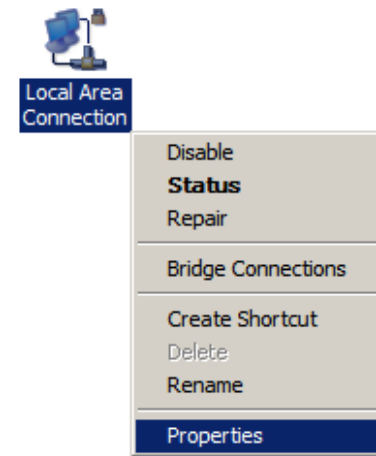 Local Area
Connection
Disable
Status
Repair
Bridge Connections
Create Shortcut
Delete
Rename
Properties